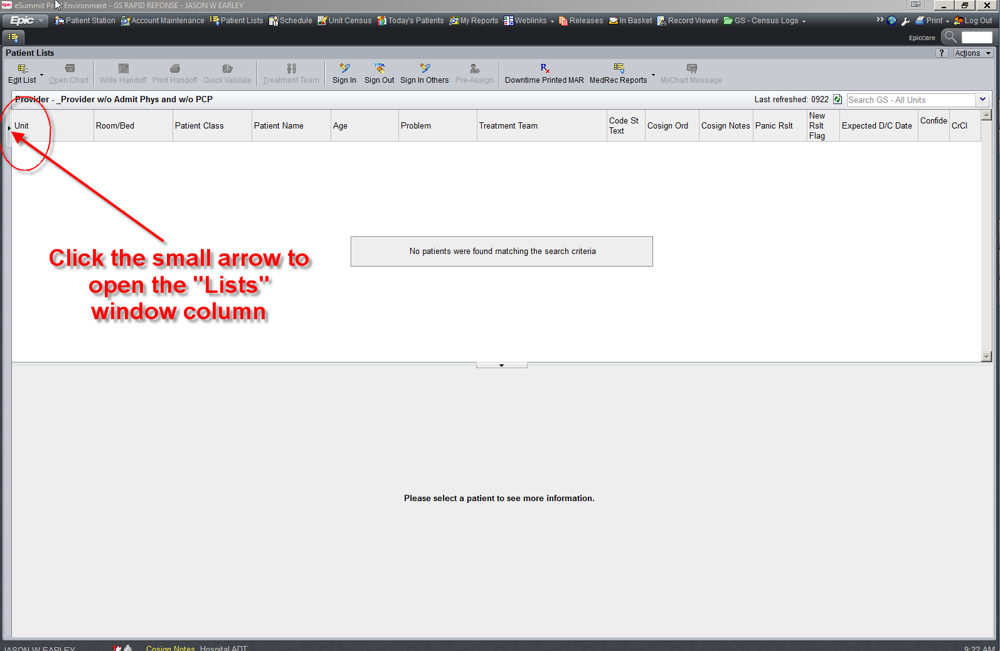 Epic eSummit Pr Environment - GS RAPID REPONSE - JASON W EARLEY
Epic Patient Station Account Maintenance Patient Lists Schedule Unit Census Today's Patients My Reports Weblinks Releases In Basket Record Viewer GS - Census Logs Print Log Out
EpicCare
Patient Lists ? Actions
Edit List Open Chart Write Handoff Print Handoff Quick Validate Treatment Team Sign In Sign Out Sign In Others Pre-Assign Downtime Printed MAR MedRec Reports MyChart Message
Provider - _Provider w/o Admit Phys and w/o PCP Last refreshed: 0922 Search GS - All Units
Unit Room/Bed Patient Class Patient Name Age Problem Treatment Team Code St Text Cosign Ord Cosign Notes Panic Rslt New Rslt Flag Expected D/C Date Confide CrCl
No patients were found matching the search criteria
Click the small arrow to
open the "Lists"
window column
Please select a patient to see more information.
JASON W EARLEY Cosign Notes Hospital ADT 9:22 AM